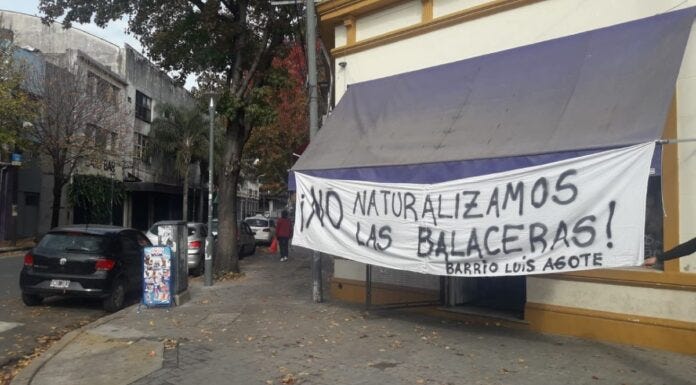 ¡NO NATURALIZAMOS
LAS BALACERAS!
BARRIO LUIS AGOTE